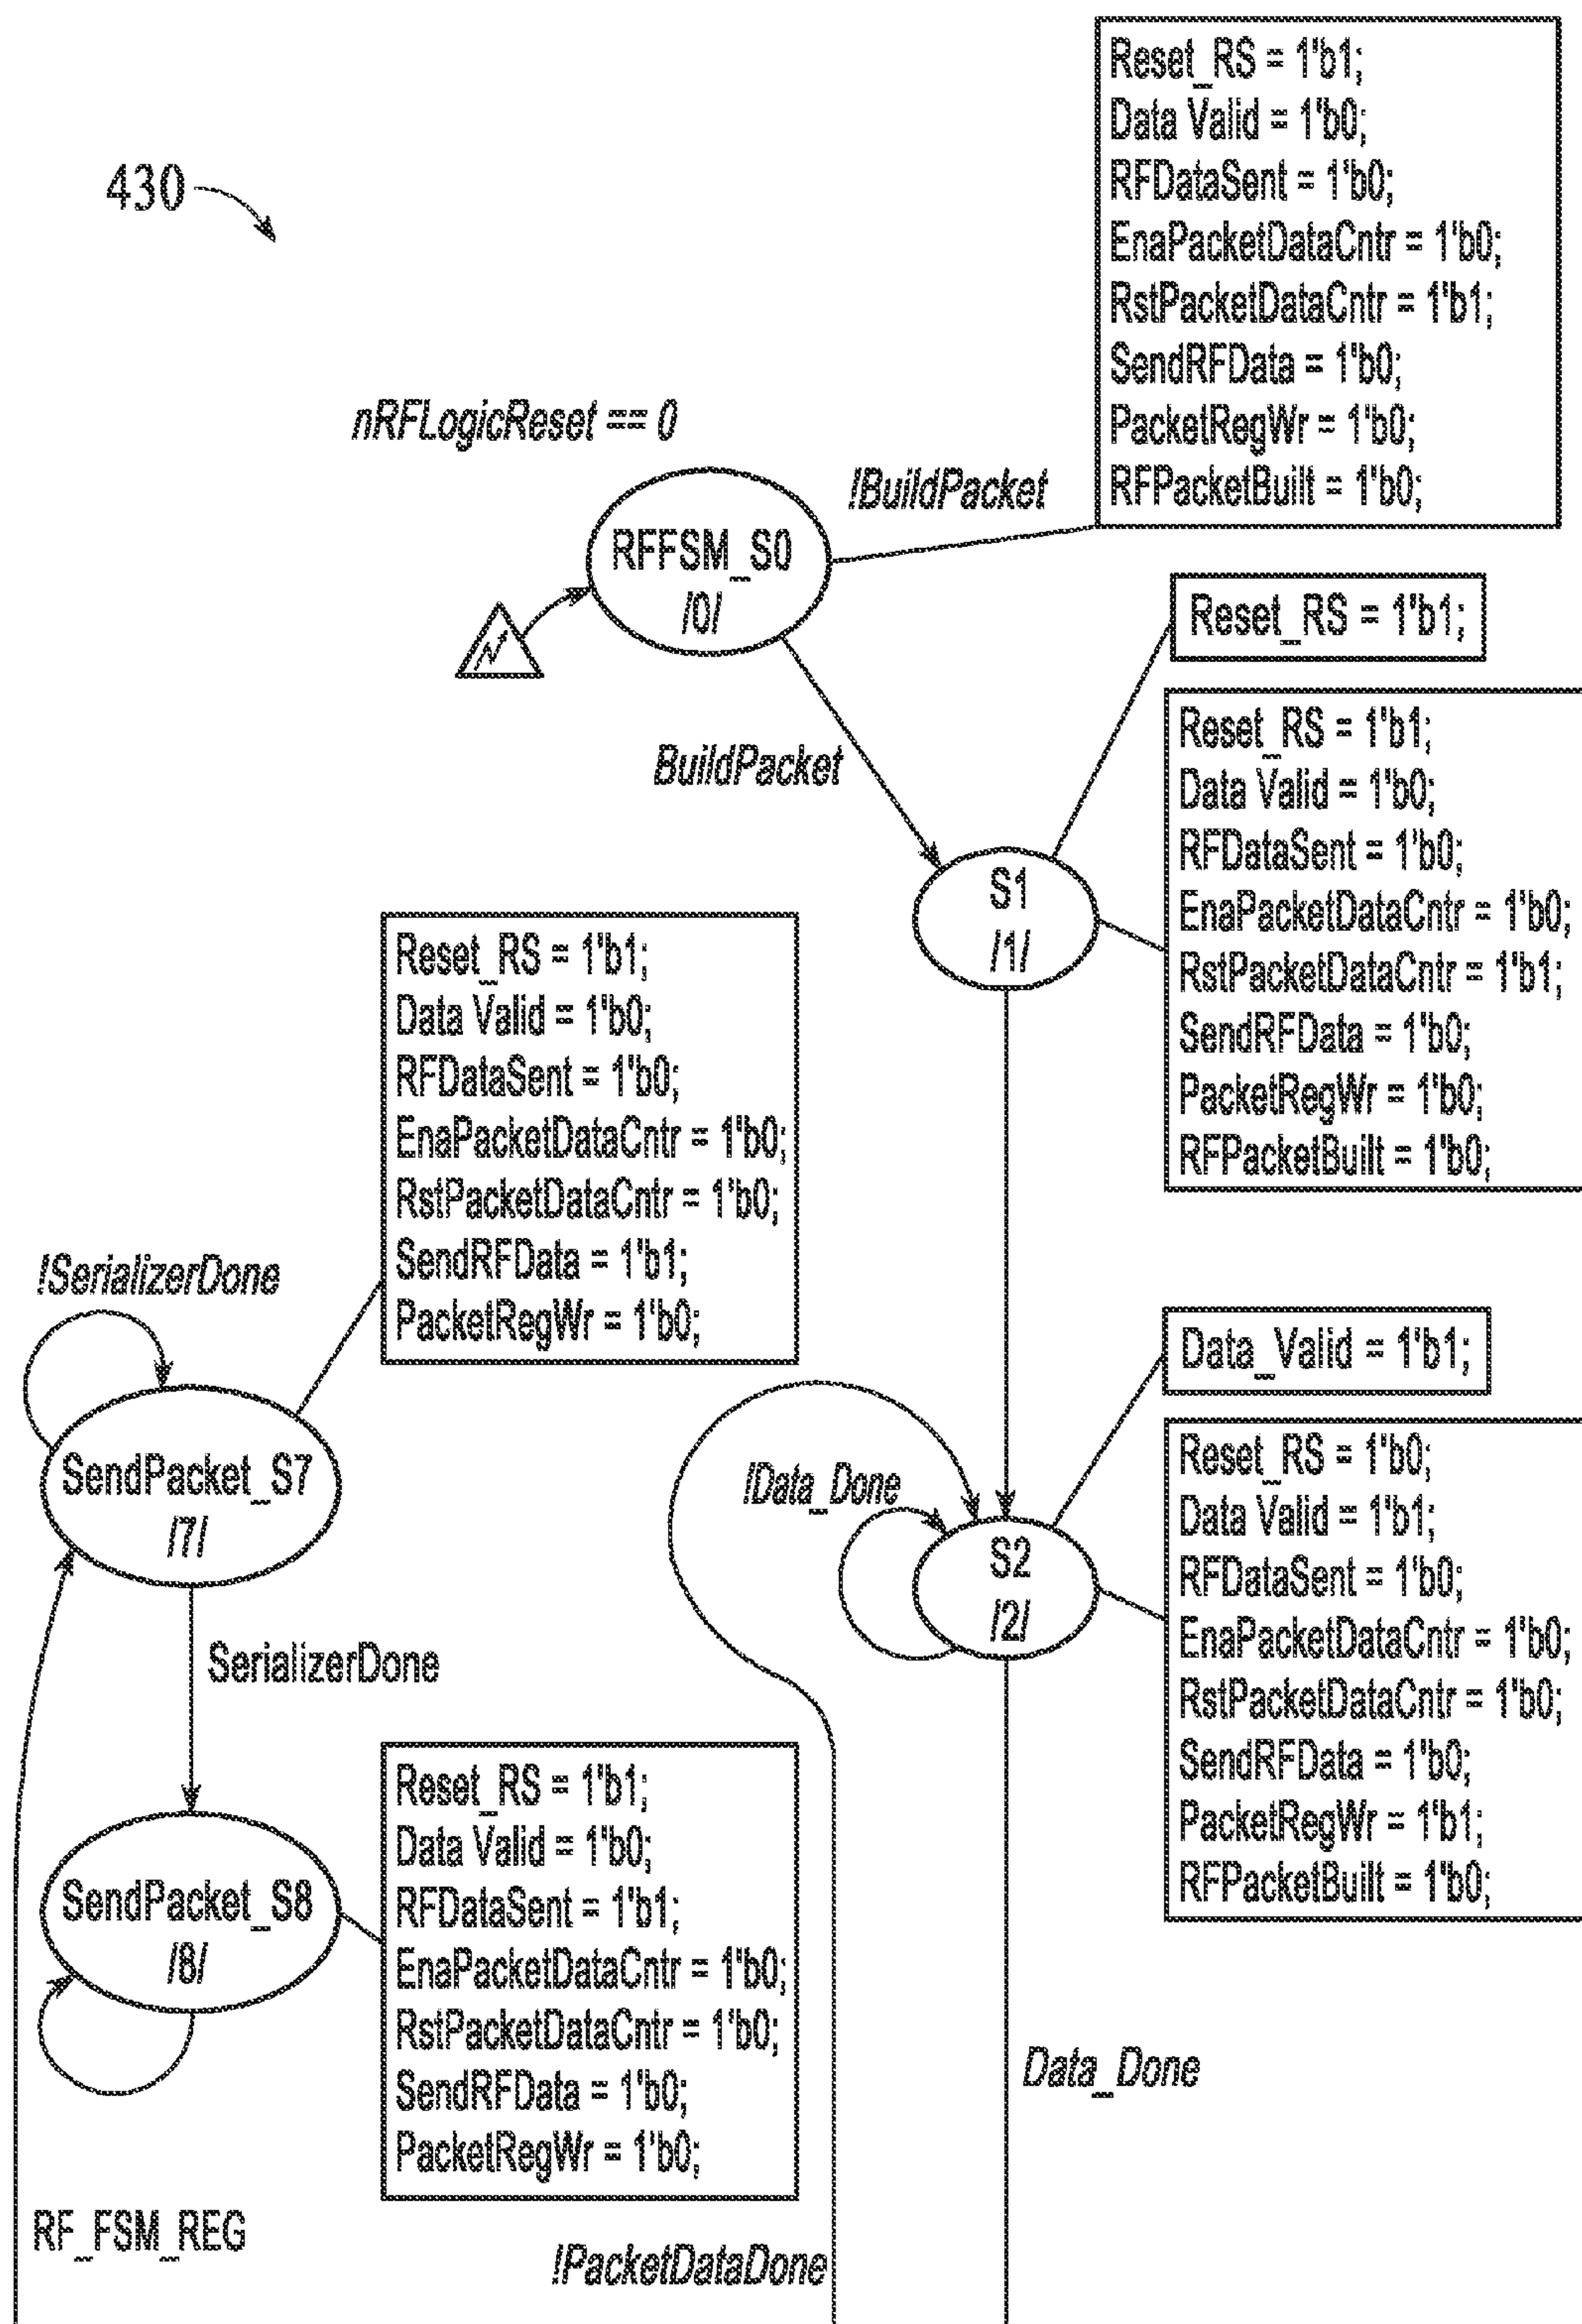 430
Reset_RS = 1'b1;
Data Valid = 1'b0;
RFDataSent = 1'b0;
EnaPacketDataCntr = 1'b0;
RstPacketDataCntr = 1'b1;
SendRFData = 1'b0;
PacketRegWr = 1'b0;
RFPacketBuilt = 1'b0;
nRFLogicReset == 0
!BuildPacket
RFFSM_S0
/0/
BuildPacket
Reset_RS = 1'b1;
S1
/1/
Reset_RS = 1'b1;
Data Valid = 1'b0;
RFDataSent = 1'b0;
EnaPacketDataCntr = 1'b0;
RstPacketDataCntr = 1'b1;
SendRFData = 1'b0;
PacketRegWr = 1'b0;
RFPacketBuilt = 1'b0;
Reset_RS = 1'b1;
Data Valid = 1'b0;
RFDataSent = 1'b0;
EnaPacketDataCntr = 1'b0;
RstPacketDataCntr = 1'b0;
SendRFData = 1'b1;
PacketRegWr = 1'b0;
!SerializerDone
SendPacket_S7
/7/
Data_Valid = 1'b1;
!Data_Done
S2
/2/
Reset_RS = 1'b0;
Data Valid = 1'b1;
RFDataSent = 1'b0;
EnaPacketDataCntr = 1'b0;
RstPacketDataCntr = 1'b0;
SendRFData = 1'b0;
PacketRegWr = 1'b1;
RFPacketBuilt = 1'b0;
SerializerDone
SendPacket_S8
/8/
Reset_RS = 1'b1;
Data Valid = 1'b0;
RFDataSent = 1'b1;
EnaPacketDataCntr = 1'b0;
RstPacketDataCntr = 1'b0;
SendRFData = 1'b0;
PacketRegWr = 1'b0;
Data_Done
RF_FSM_REG
!PacketDataDone